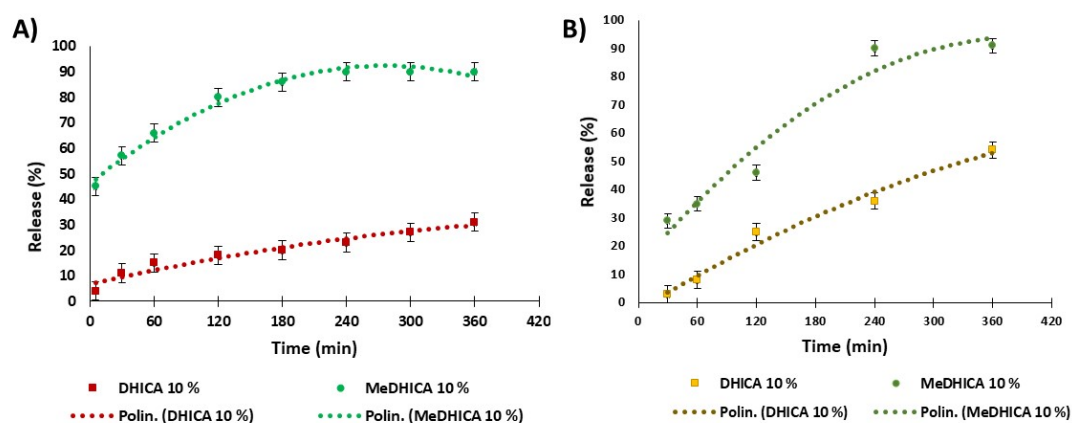 A)
100
90
80
70
60
50
40
30
20
10
0
Release (%)
0 60 120 180 240 300 360 420
Time (min)
DHICA 10 % MeDHICA 10 %
Polin. (DHICA 10 %) Polin. (MeDHICA 10 %)
B)
100
90
80
70
60
50
40
30
20
10
0
Release (%)
0 60 120 180 240 300 360 420
Time (min)
DHICA 10 % MeDHICA 10 %
Polin. (DHICA 10 %) Polin. (MeDHICA 10 %)